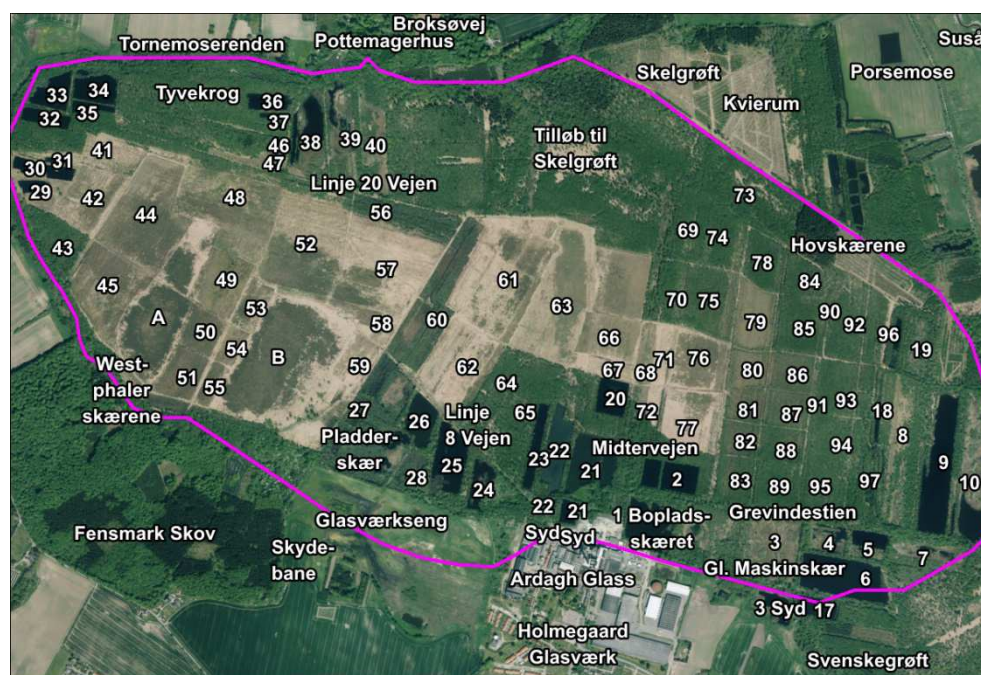 Broksøvej
Tornemoserenden
Pottemagerhus
Suså
Skelgrøft
Porsemose
33
34
Tyvekrog
36
Kvierum
32
35
37
38
39
40
Tilløb til
Skelgrøft
41
46
47
30
31
29
42
44
48
Linje 20 Vejen
56
73
43
52
69
74
Hovskærene
45
49
57
61
63
78
84
A
53
58
60
70
75
79
85
90
92
96
19
50
54
B
59
66
71
76
West-
phaler
skærene
51
55
62
64
67
68
80
86
27
26
Linje
8 Vejen
65
20
72
77
81
87
91
93
18
8
Pladder-
skær
25
23
22
21
Midtervejen
82
88
94
9
28
24
2
83
89
95
97
10
Glasværkseng
22
Syd
21
Syd
1 Boplads-
skæret
Grevindestien
Fensmark Skov
Skyde-
bane
3
4
5
7
Ardagh Glass
Gl. Maskinskær
6
3 Syd
17
Holmegaard
Glasværk
Svenskegrøft